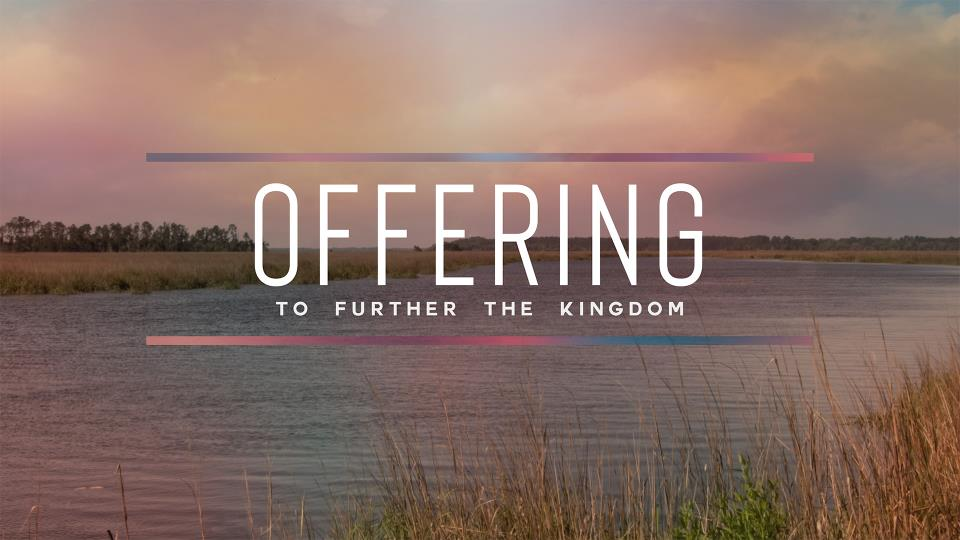 OFFERING
TO FURTHER THE KINGDOM